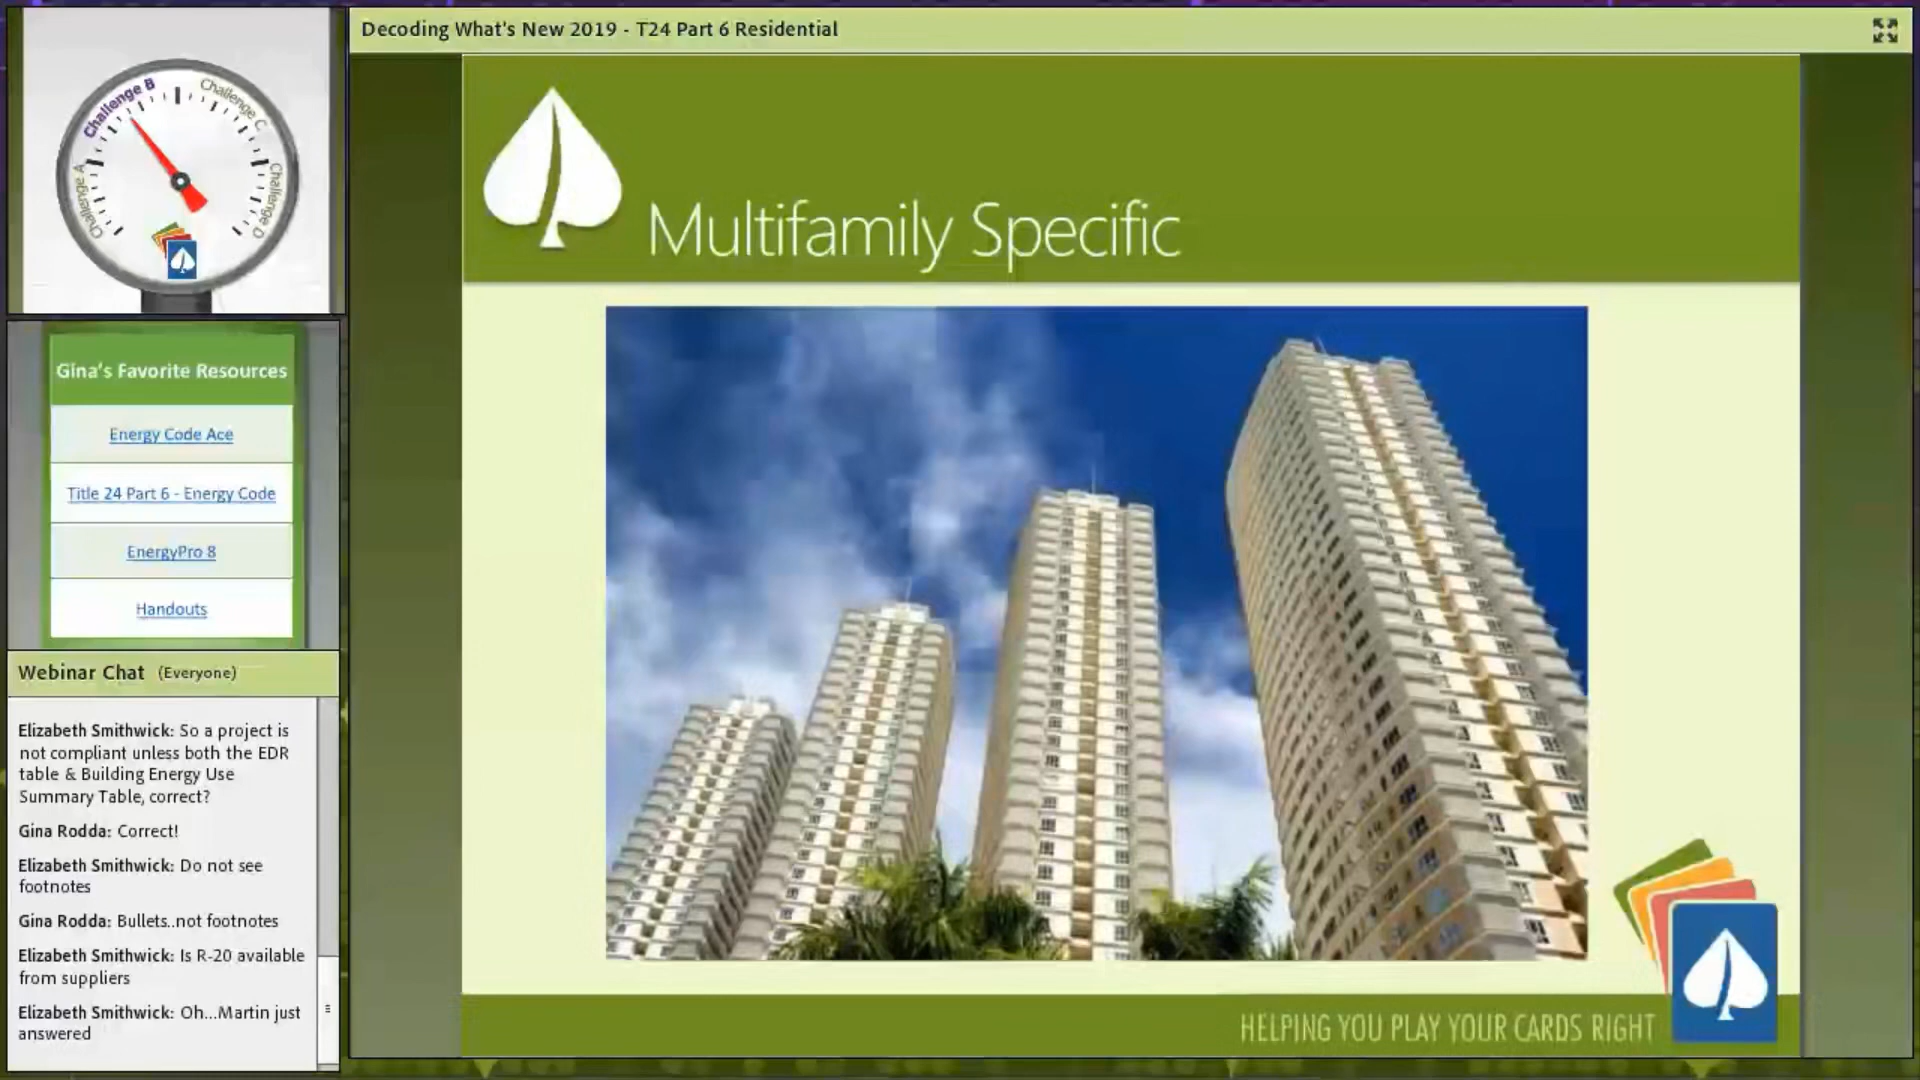 Decoding What's New 2019 - T24 Part 6 Residential
Challenge A
Challenge B
Challenge C
Challenge D
Multifamily Specific
Gina's Favorite Resources
Energy Code Ace
Title 24 Part 6 - Energy Code
EnergyPro 8
Handouts
Webinar Chat (Everyone)
Elizabeth Smithwick: So a project is
not compliant unless both the EDR
table & Building Energy Use
Summary Table, correct?
Gina Rodda: Correct!
Elizabeth Smithwick: Do not see
footnotes
Gina Rodda: Bullets..not footnotes
Elizabeth Smithwick: Is R-20 available
from suppliers
Elizabeth Smithwick: Oh...Martin just
answered
HELPING YOU PLAY YOUR CARDS RIGHT